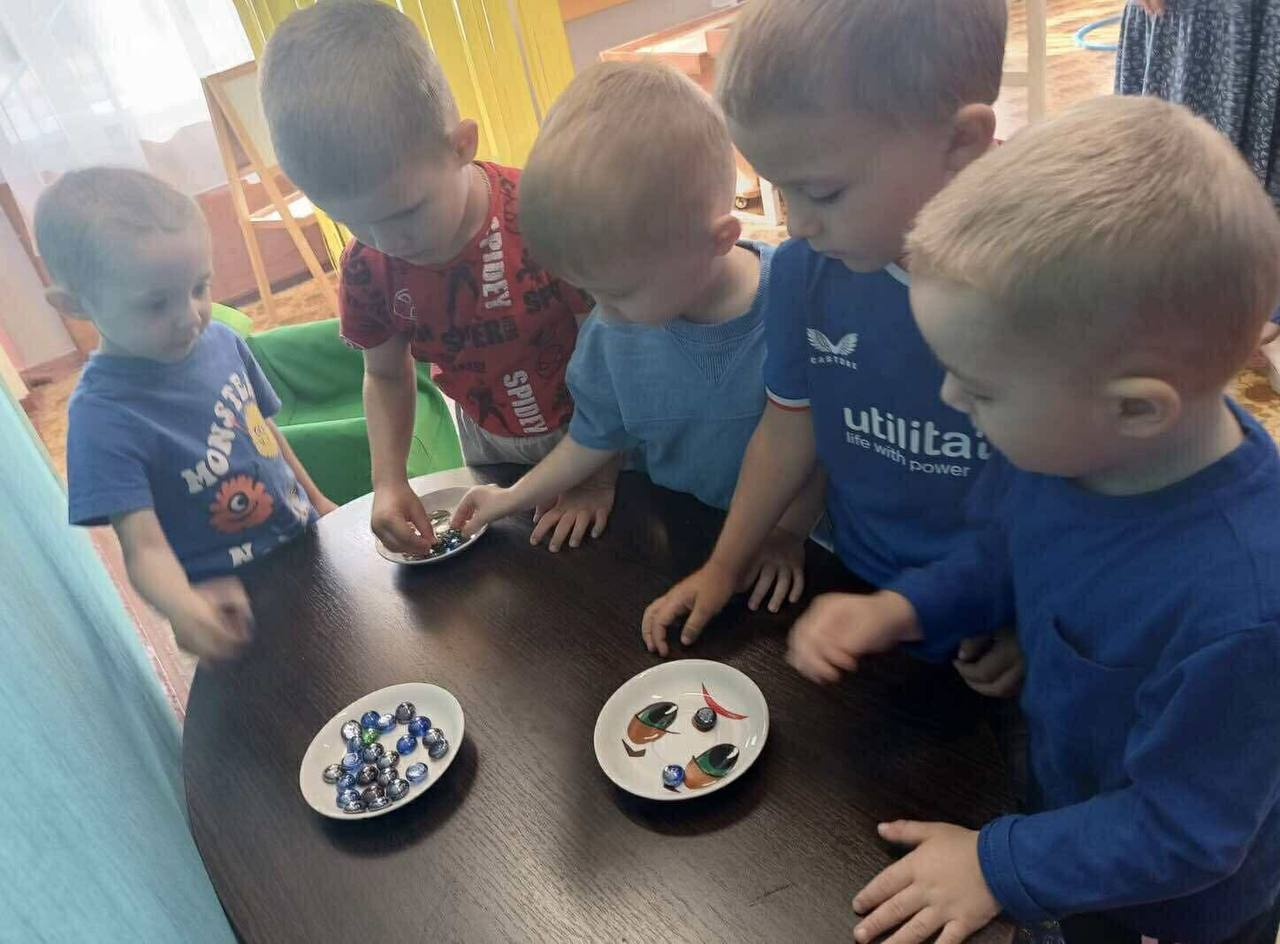 MONSTE
N
SPIDEY
SPIDEY
CASTORE
utilita
life with power